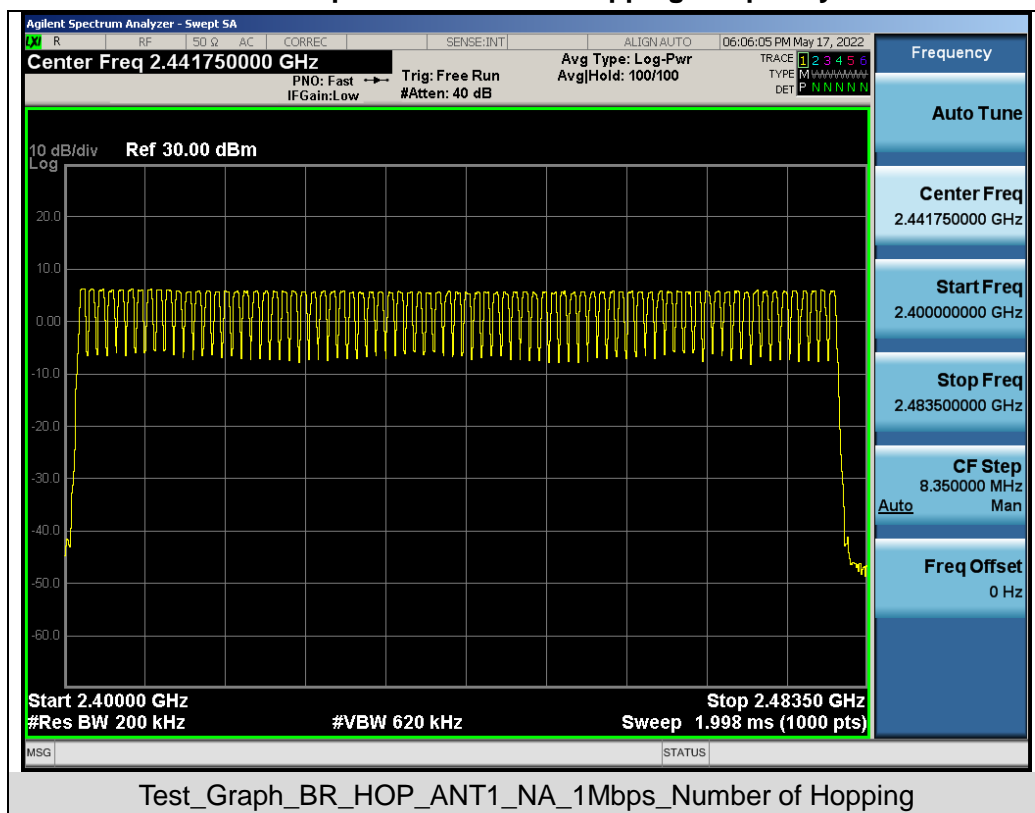 Agilent Spectrum Analyzer - Swept SA
LXI R RF 50 Ω AC CORREC SENSE:INT ALIGN AUTO 06:06:05 PM May 17, 2022
Center Freq 2.441750000 GHz
PNO: Fast
IFGain:Low
Trig: Free Run
#Atten: 40 dB
Avg Type: Log-Pwr
Avg|Hold: 100/100
TRACE 1 2 3 4 5 6
TYPE M
DET P N N N N N
10 dB/div Ref 30.00 dBm
Log
20.0
10.0
0.00
-10.0
-20.0
-30.0
-40.0
-50.0
-60.0
Start 2.40000 GHz Stop 2.48350 GHz
#Res BW 200 kHz #VBW 620 kHz Sweep 1.998 ms (1000 pts)
MSG STATUS
Frequency
Auto Tune
Center Freq
2.441750000 GHz
Start Freq
2.400000000 GHz
Stop Freq
2.483500000 GHz
CF Step
8.350000 MHz
Auto Man
Freq Offset
0 Hz
Test_Graph_BR_HOP_ANT1_NA_1Mbps_Number of Hopping